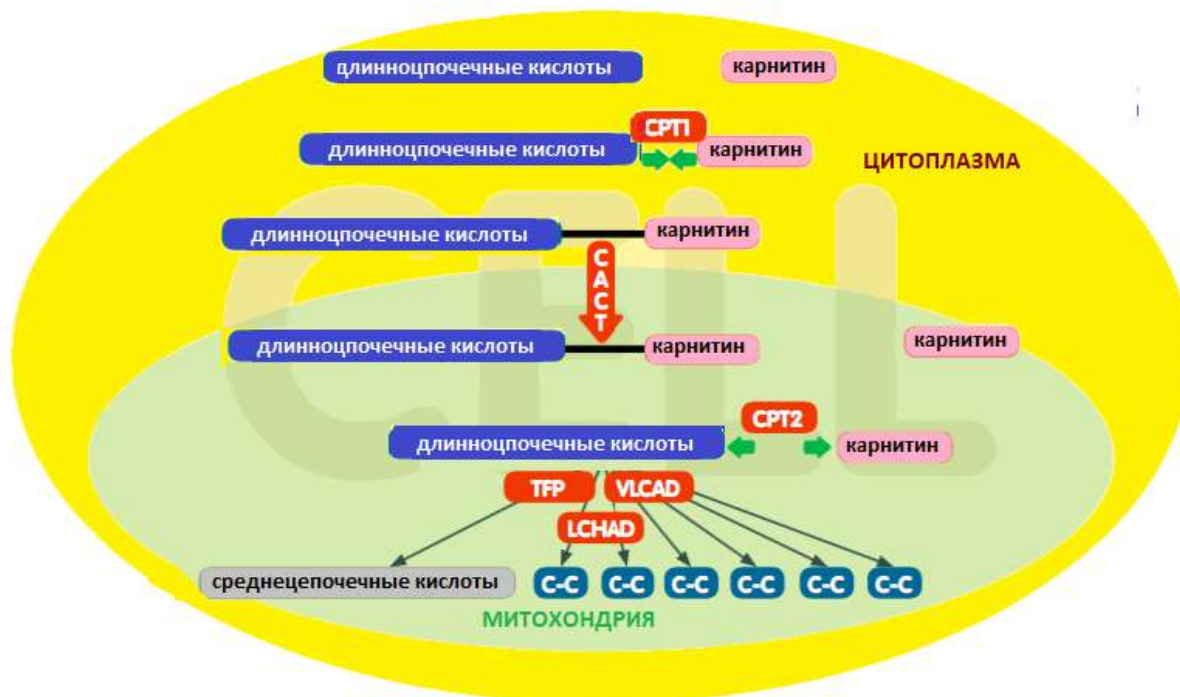 длинноцпочечные кислоты карнитин
CPT1
длинноцпочечные кислоты карнитин
ЦИТОПЛАЗМА
CELL
длинноцпочечные кислоты карнитин
CACT
длинноцпочечные кислоты карнитин карнитин
CPT2
длинноцпочечные кислоты карнитин
TFP VLCAD
LCHAD
среднецепочечные кислоты C-C C-C C-C C-C C-C C-C
МИТОХОНДРИЯ